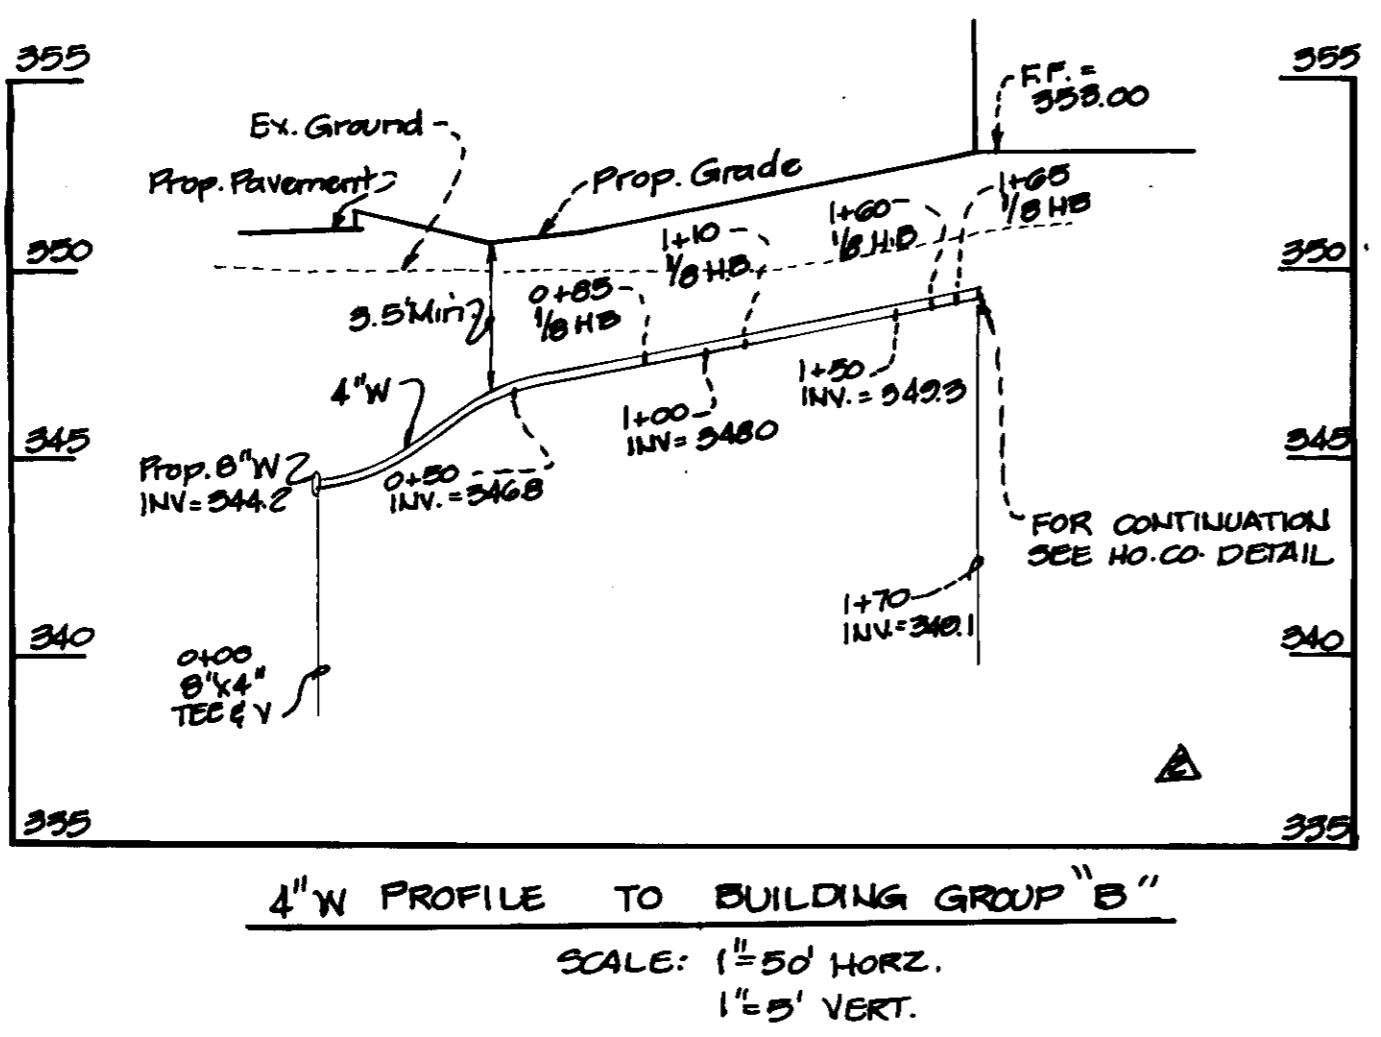 355
355
F.F. =
353.00
Ex. Ground
Prop. Pavement
Prop. Grade
1+65
1/8 HB
1+60
1/8 H.B
1+10
1/8 H.B
350
350
0+85
1/8 HB
3.5' Min
4"W
1+50
INV. = 349.3
1+00
INV = 348.0
345
345
Prop. 8"W
INV = 344.2
0+50
INV. = 346.8
FOR CONTINUATION
SEE HO. CO. DETAIL
1+70
INV. = 349.1
340
340
8"x4"
TEE & V
2
335
335
4"W PROFILE TO BUILDING GROUP "B"
SCALE: 1"=50' HORZ.
1"=5' VERT.